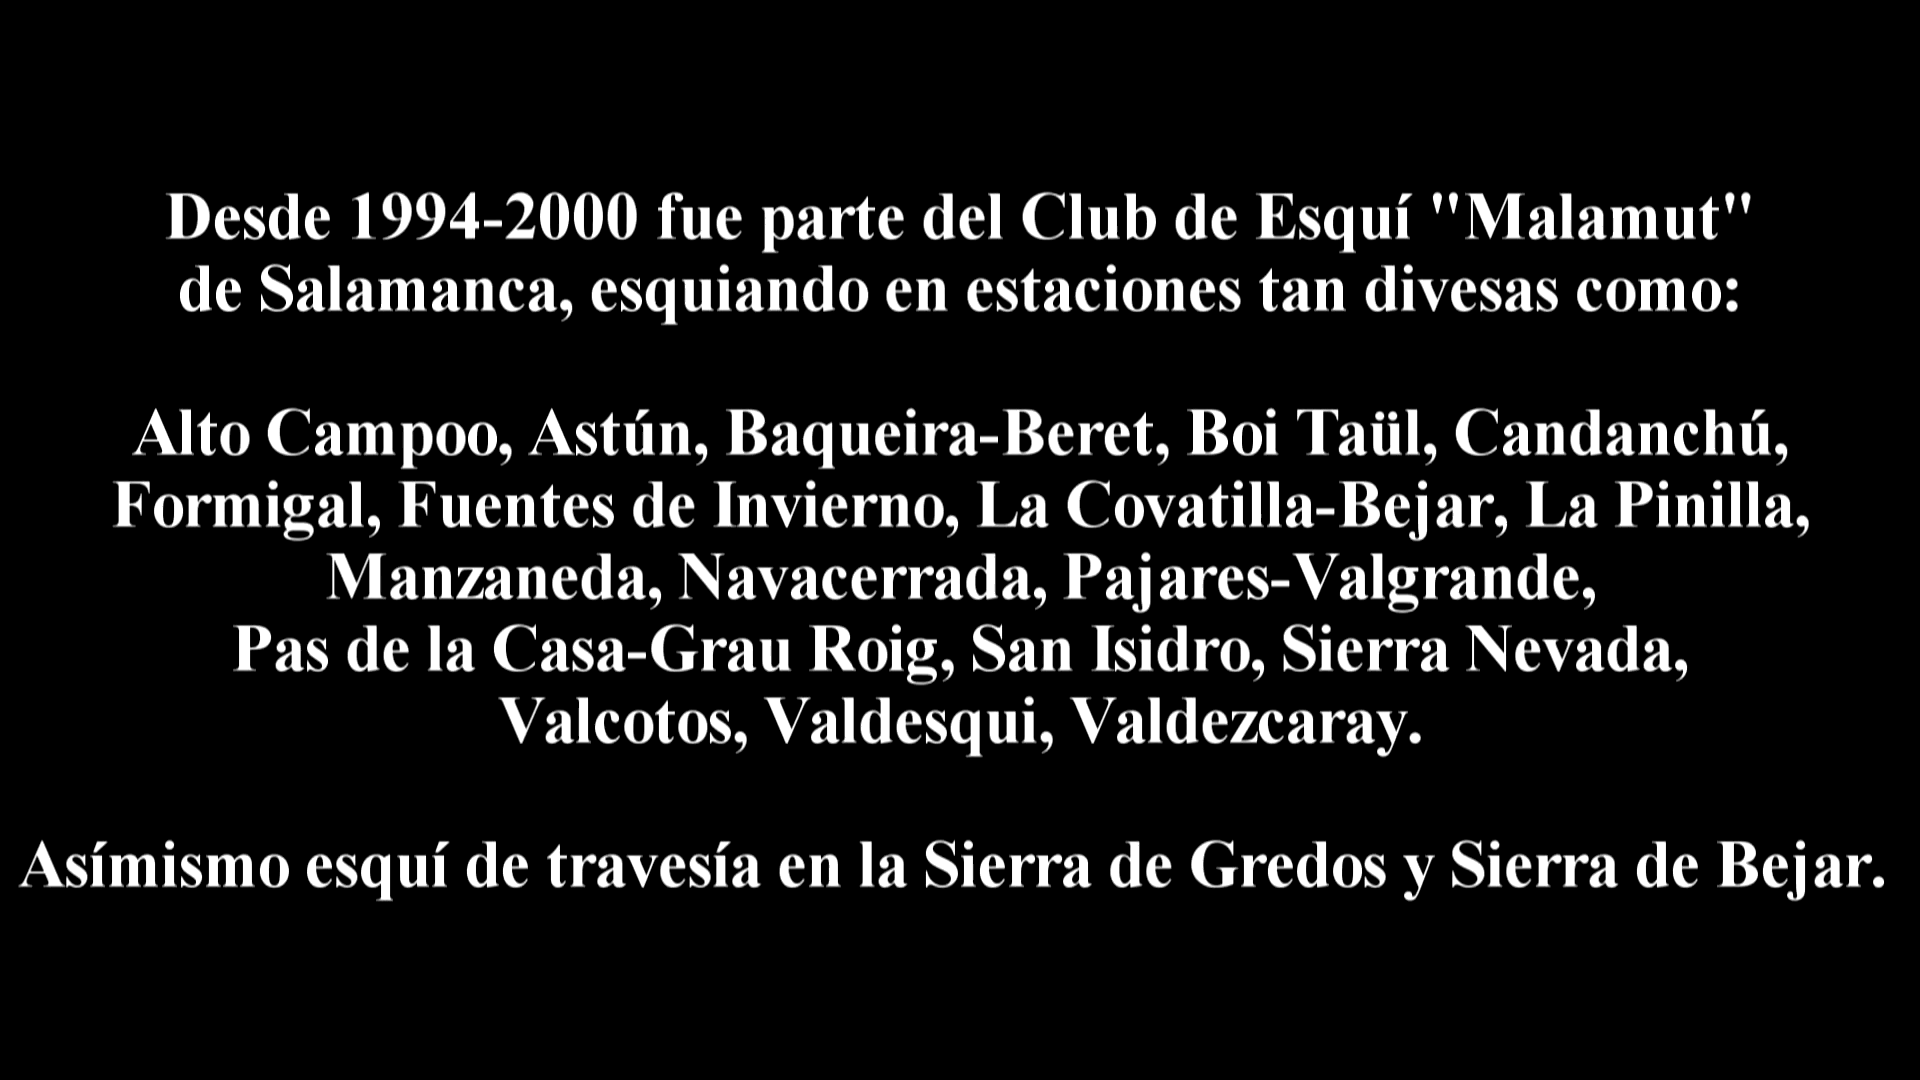 Desde 1994-2000 fue parte del Club de Esquí "Malamut"
de Salamanca, esquiando en estaciones tan divesas como:
Alto Campoo, Astún, Baqueira-Beret, Boi Taül, Candanchú,
Formigal, Fuentes de Invierno, La Covatilla-Bejar, La Pinilla,
Manzaneda, Navacerrada, Pajares-Valgrande,
Pas de la Casa-Grau Roig, San Isidro, Sierra Nevada,
Valcotos, Valdesqui, Valdezcaray.
Asímismo esquí de travesía en la Sierra de Gredos y Sierra de Bejar.